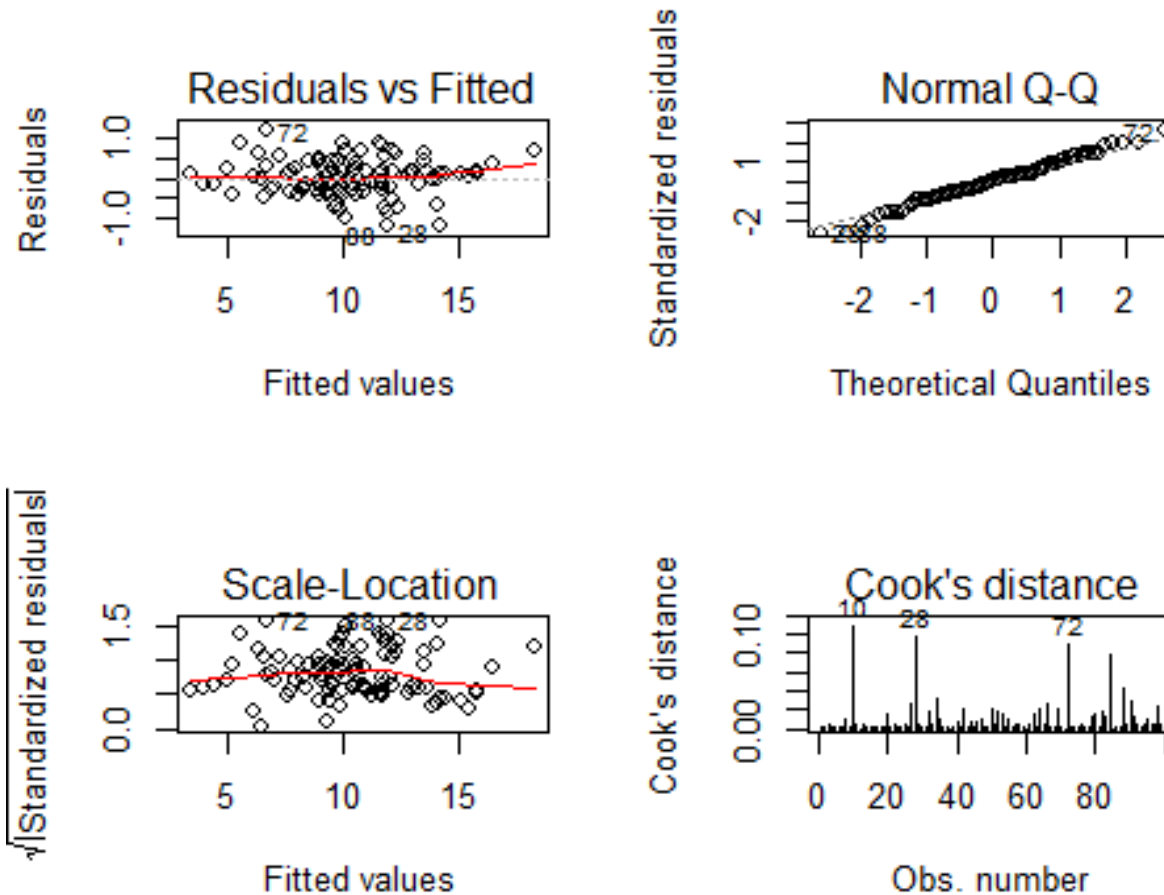 Residuals vs Fitted
Residuals
1.0
-1.0
72
28
5 10 15
Fitted values
Normal Q-Q
Standardized residuals
1
-2
72
-2 -1 0 1 2
Theoretical Quantiles
Scale-Location
√|Standardized residuals|
1.5
0.0
72
28
5 10 15
Fitted values
Cook's distance
Cook's distance
0.10
0.00
10
28
72
0 20 40 60 80
Obs. number